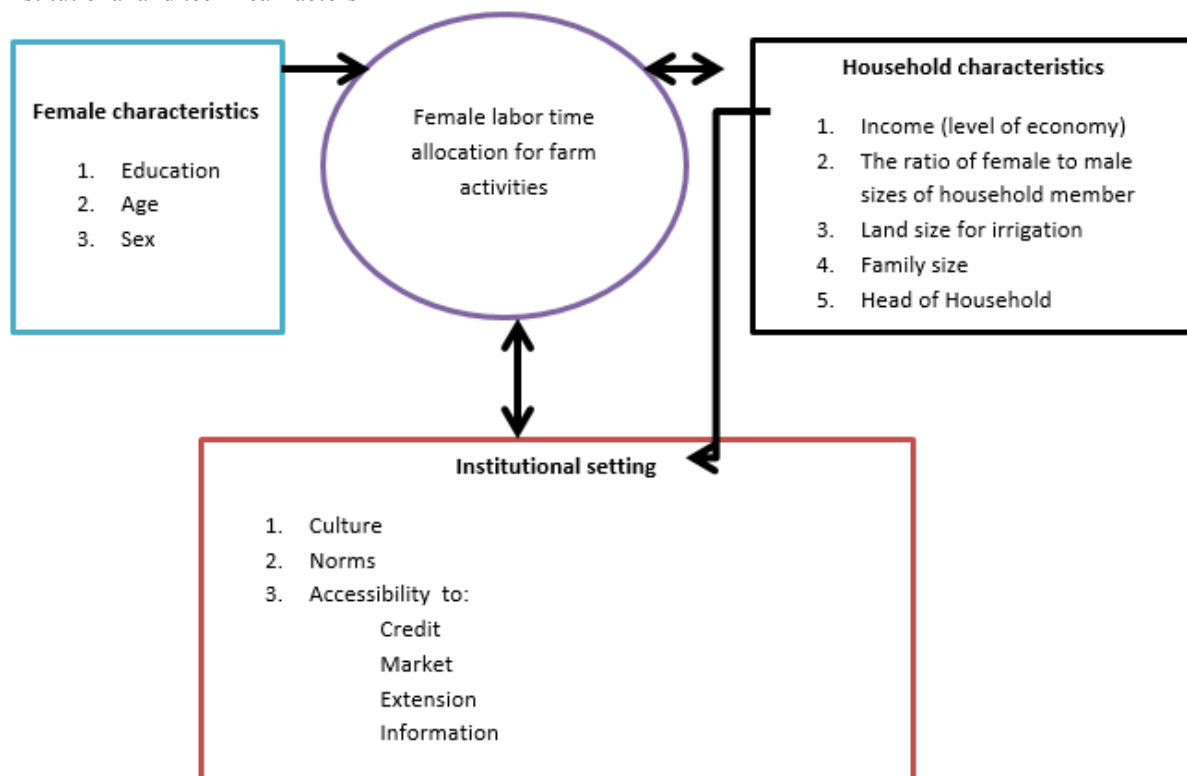 Female characteristics
1. Education
2. Age
3. Sex
Female labor time
allocation for farm
activities
Household characteristics
1. Income (level of economy)
2. The ratio of female to male
sizes of household member
3. Land size for irrigation
4. Family size
5. Head of Household
Institutional setting
1. Culture
2. Norms
3. Accessibility to:
Credit
Market
Extension
Information